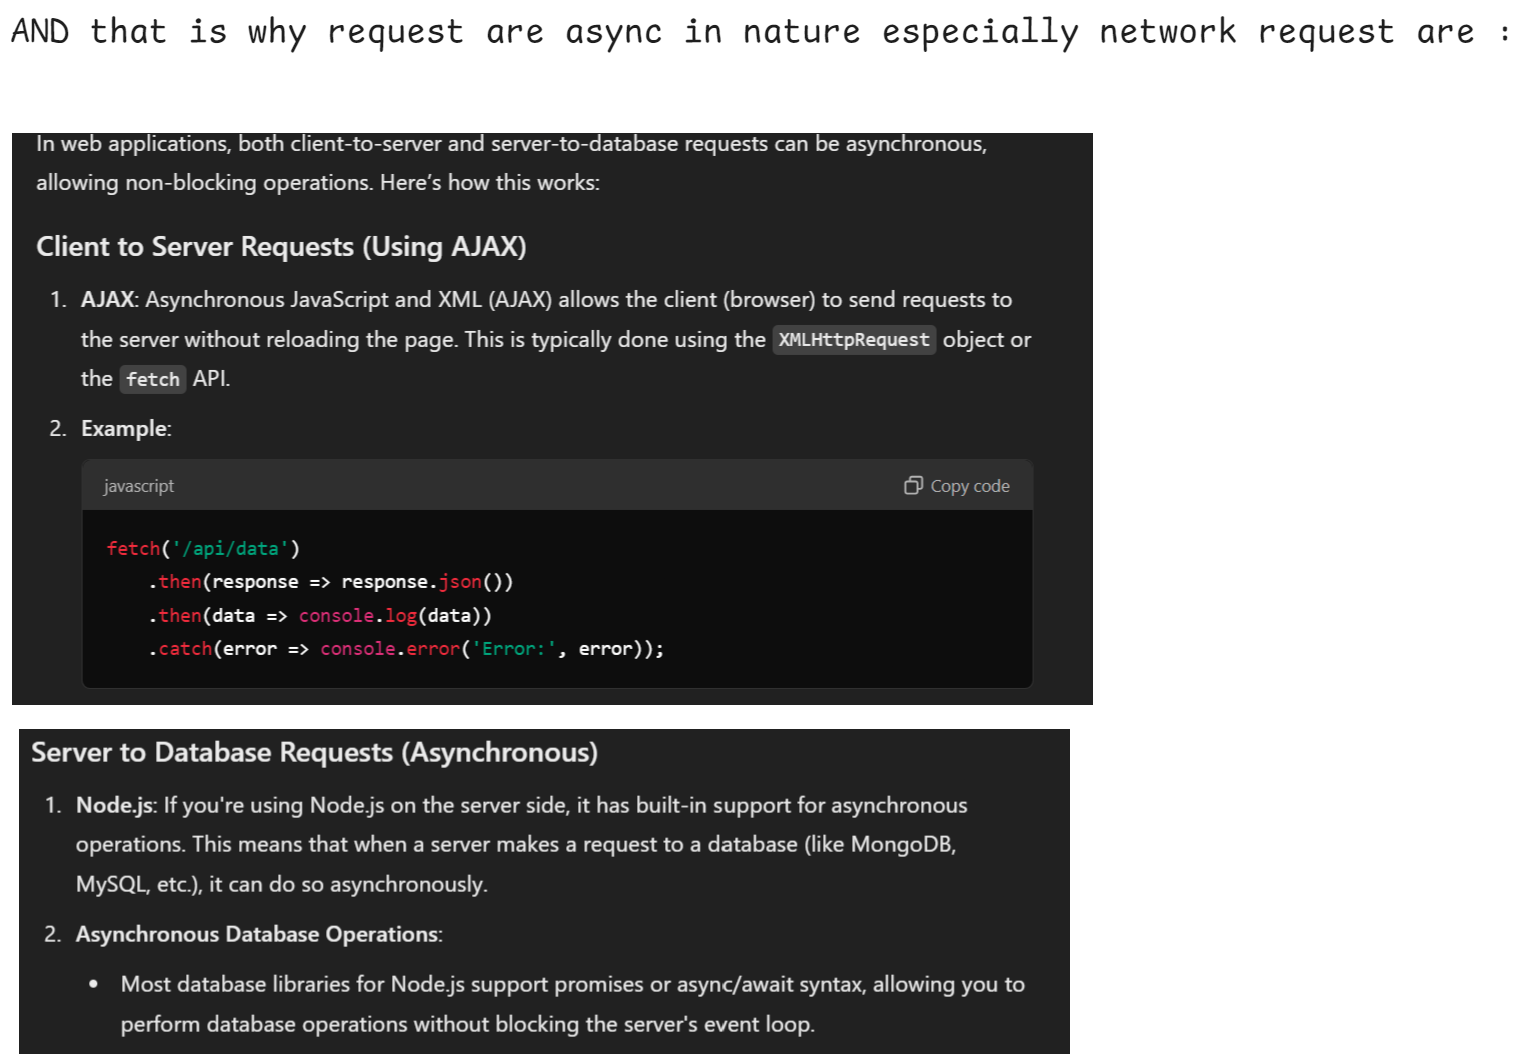 AND that is why request are async in nature especially network request are :
In web applications, both client-to-server and server-to-database requests can be asynchronous,
allowing non-blocking operations. Here’s how this works:
Client to Server Requests (Using AJAX)
1. AJAX: Asynchronous JavaScript and XML (AJAX) allows the client (browser) to send requests to
the server without reloading the page. This is typically done using the XMLHttpRequest object or
the fetch API.
2. Example:
javascript Copy code
fetch('/api/data')
.then(response => response.json())
.then(data => console.log(data))
.catch(error => console.error('Error:', error));
Server to Database Requests (Asynchronous)
1. Node.js: If you're using Node.js on the server side, it has built-in support for asynchronous
operations. This means that when a server makes a request to a database (like MongoDB,
MySQL, etc.), it can do so asynchronously.
2. Asynchronous Database Operations:
• Most database libraries for Node.js support promises or async/await syntax, allowing you to
perform database operations without blocking the server's event loop.